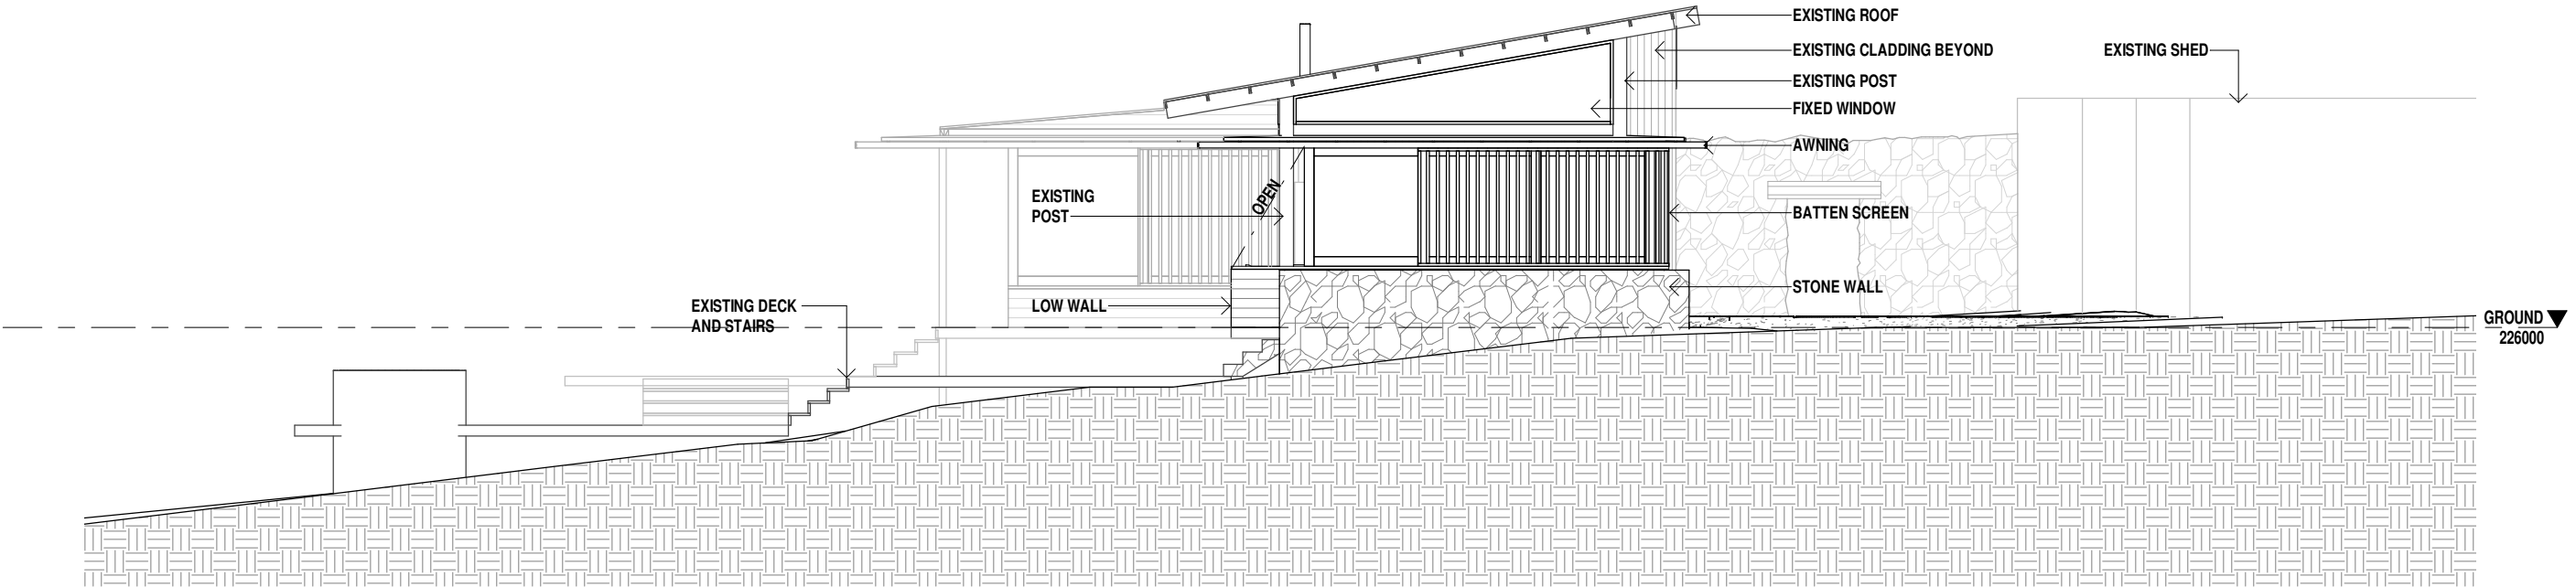 EXISTING ROOF
EXISTING CLADDING BEYOND
EXISTING SHED
EXISTING POST
FIXED WINDOW
AWNING
EXISTING
POST
OPEN
BATTEN SCREEN
STONE WALL
LOW WALL
EXISTING DECK
AND STAIRS
GROUND
226000